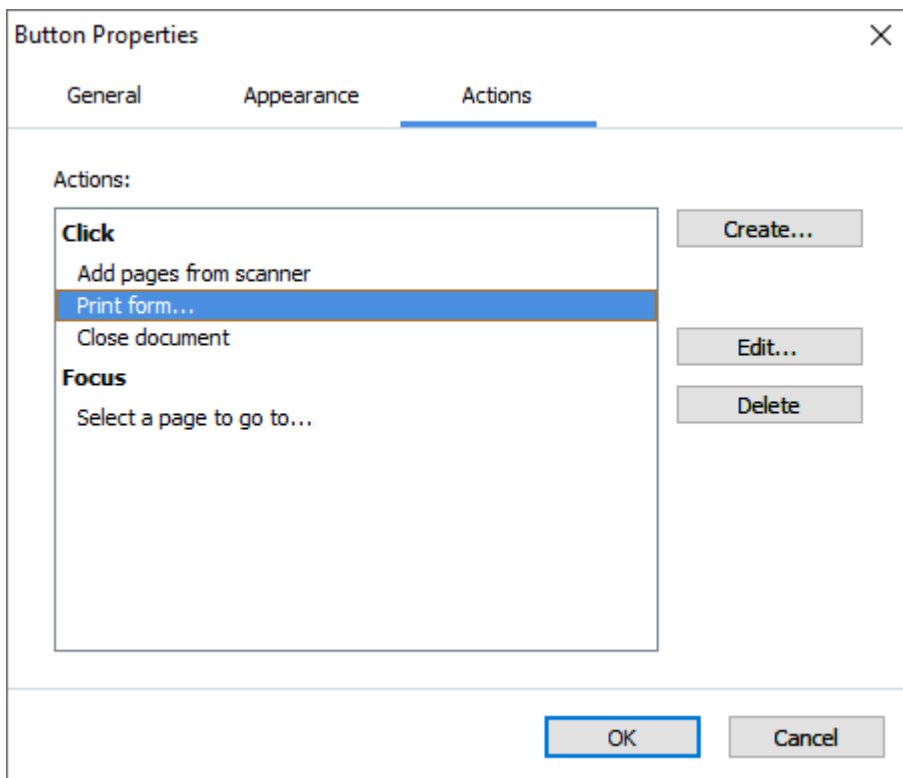 Button Properties
General Appearance Actions
Actions:
Click
Add pages from scanner
Print form...
Close document
Focus
Select a page to go to...
Create...
Edit...
Delete
OK Cancel